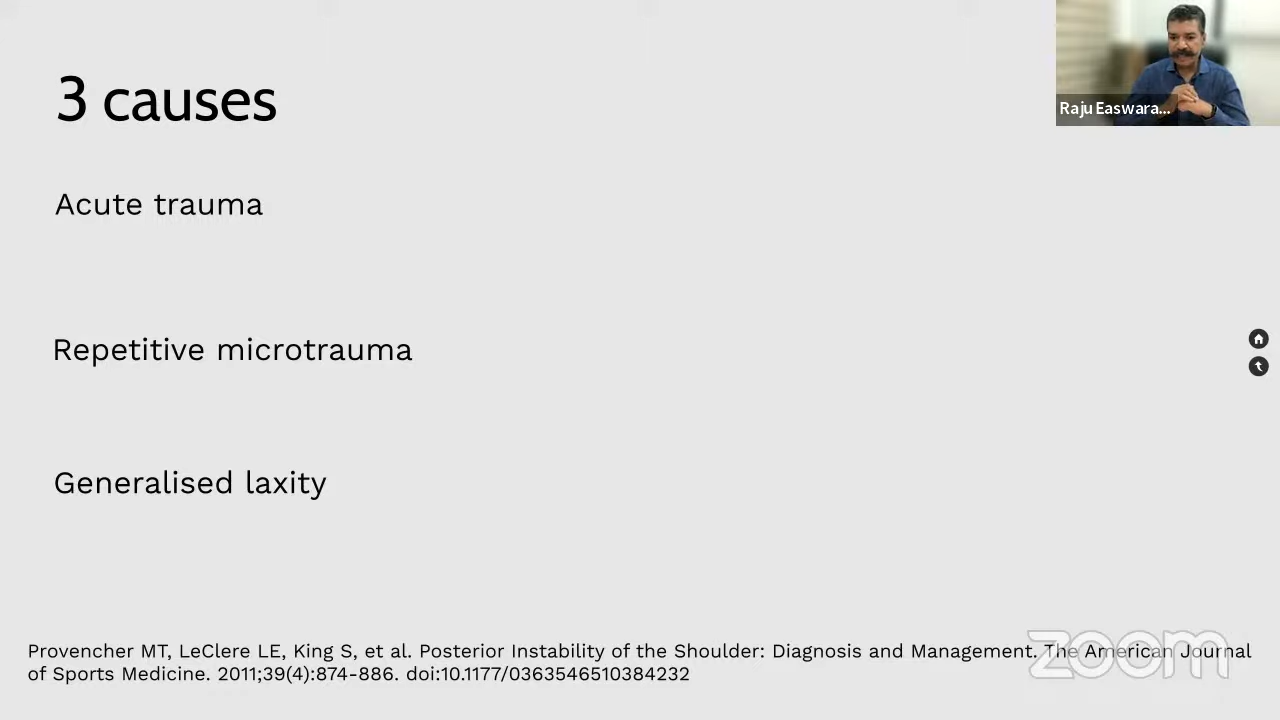 3 causes
Raju Easwara...
Acute trauma
Repetitive microtrauma
Generalised laxity
Provencher MT, LeClere LE, King S, et al. Posterior Instability of the Shoulder: Diagnosis and Management. The American Journal
of Sports Medicine. 2011;39(4):874-886. doi:10.1177/0363546510384232
zoom